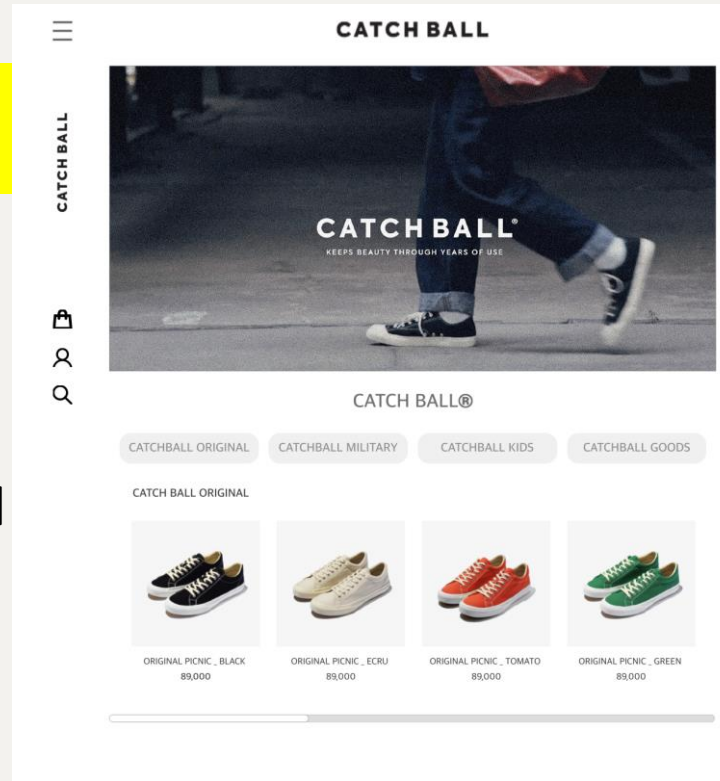 CATCH BALL
CATCH BALL
CATCH BALL®
KEEPS BEAUTY THROUGH YEARS OF USE
CATCH BALL®
CATCHBALL ORIGINAL CATCHBALL MILITARY CATCHBALL KIDS CATCHBALL GOODS
CATCH BALL ORIGINAL
ORIGINAL PICNIC _ BLACK ORIGINAL PICNIC _ ECRU ORIGINAL PICNIC _ TOMATO ORIGINAL PICNIC _ GREEN
89,000 89,000 89,000 89,000